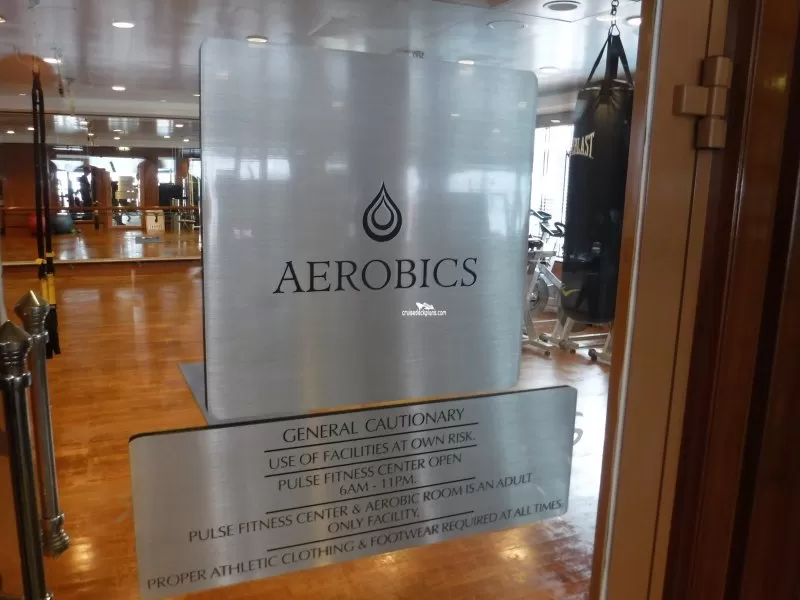 AEROBICS
cruisedeckplans.com
GENERAL CAUTIONARY
USE OF FACILITIES AT OWN RISK.
PULSE FITNESS CENTER OPEN
6AM - 11PM.
PULSE FITNESS CENTER & AEROBIC ROOM IS AN ADULT
ONLY FACILITY.
PROPER ATHLETIC CLOTHING & FOOTWEAR REQUIRED AT ALL TIMES.